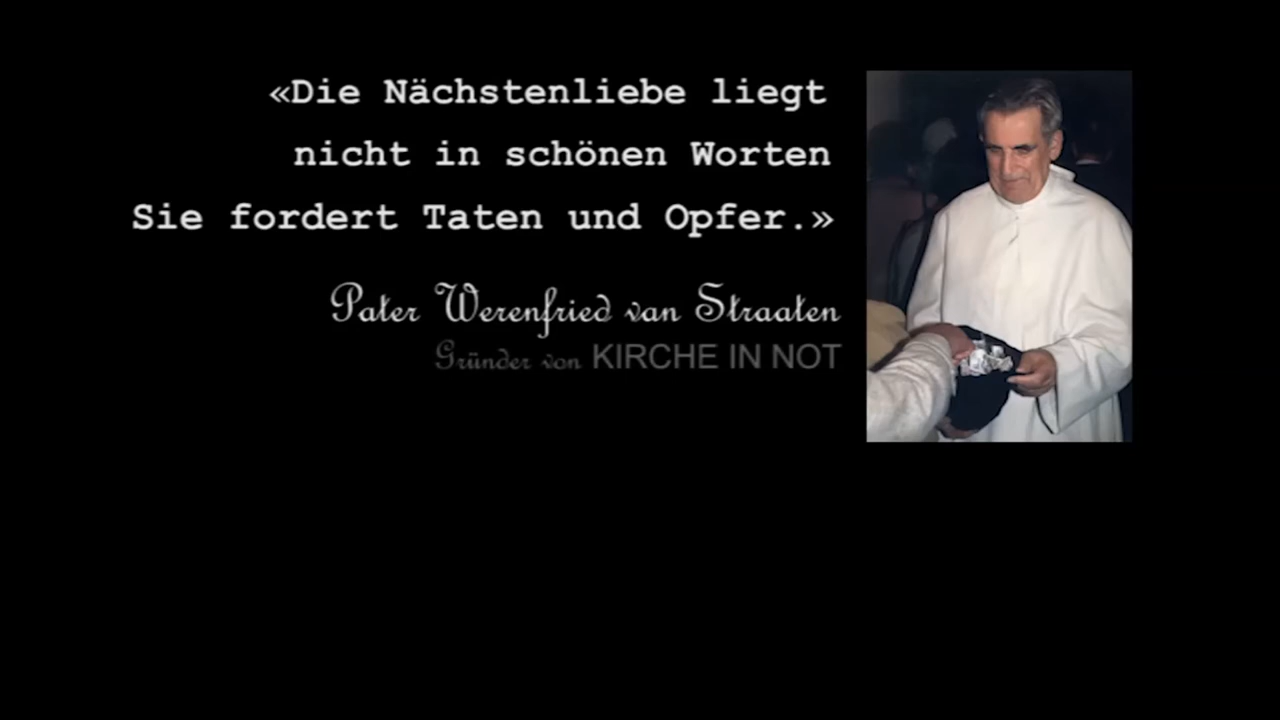 «Die Nächstenliebe liegt
nicht in schönen Worten
Sie fordert Taten und Opfer.»
Pater Werenfried van Straaten
Gründer von KIRCHE IN NOT